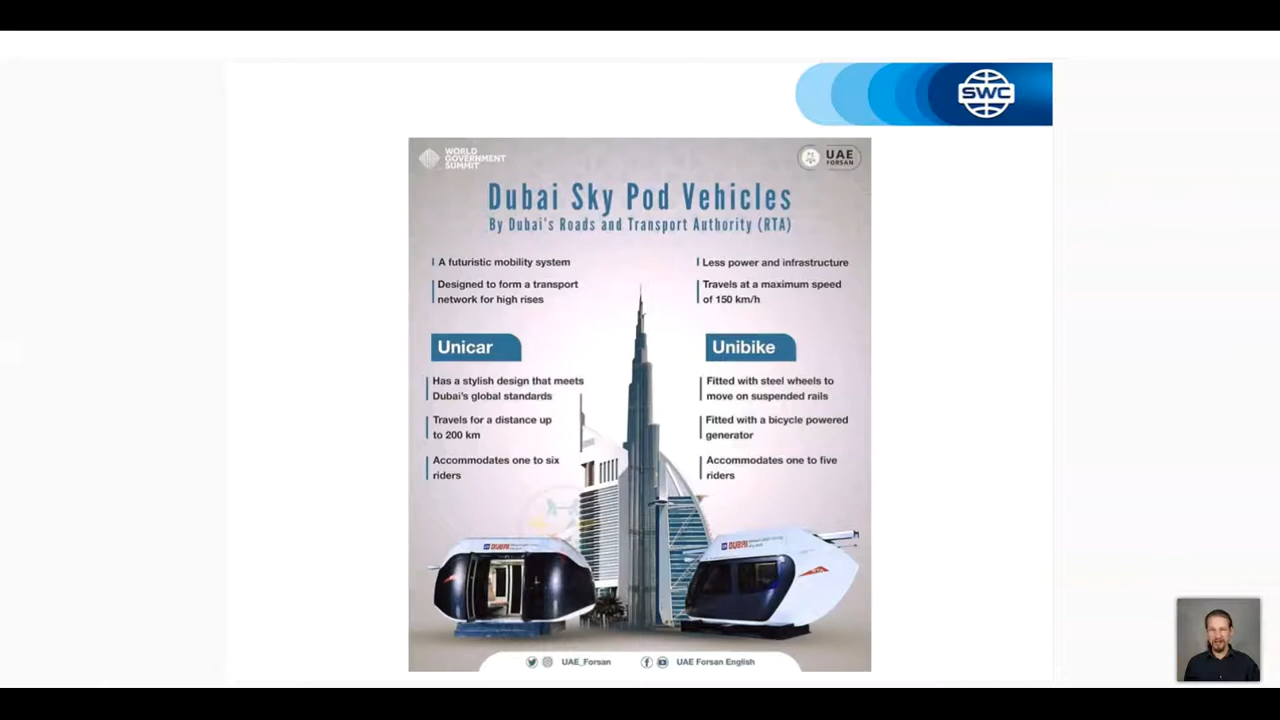 SWC
WORLD
GOVERNMENT
SUMMIT
UAE
FORSAN
Dubai Sky Pod Vehicles
By Dubai's Roads and Transport Authority (RTA)
A futuristic mobility system
Designed to form a transport
network for high rises
Less power and infrastructure
Travels at a maximum speed
of 150 km/h
Unicar
Has a stylish design that meets
Dubai's global standards
Travels for a distance up
to 200 km
Accommodates one to six
riders
Unibike
Fitted with steel wheels to
move on suspended rails
Fitted with a bicycle powered
generator
Accommodates one to five
riders
DUBAI
DUBAI
UAE_Forsan
UAE Forsan English